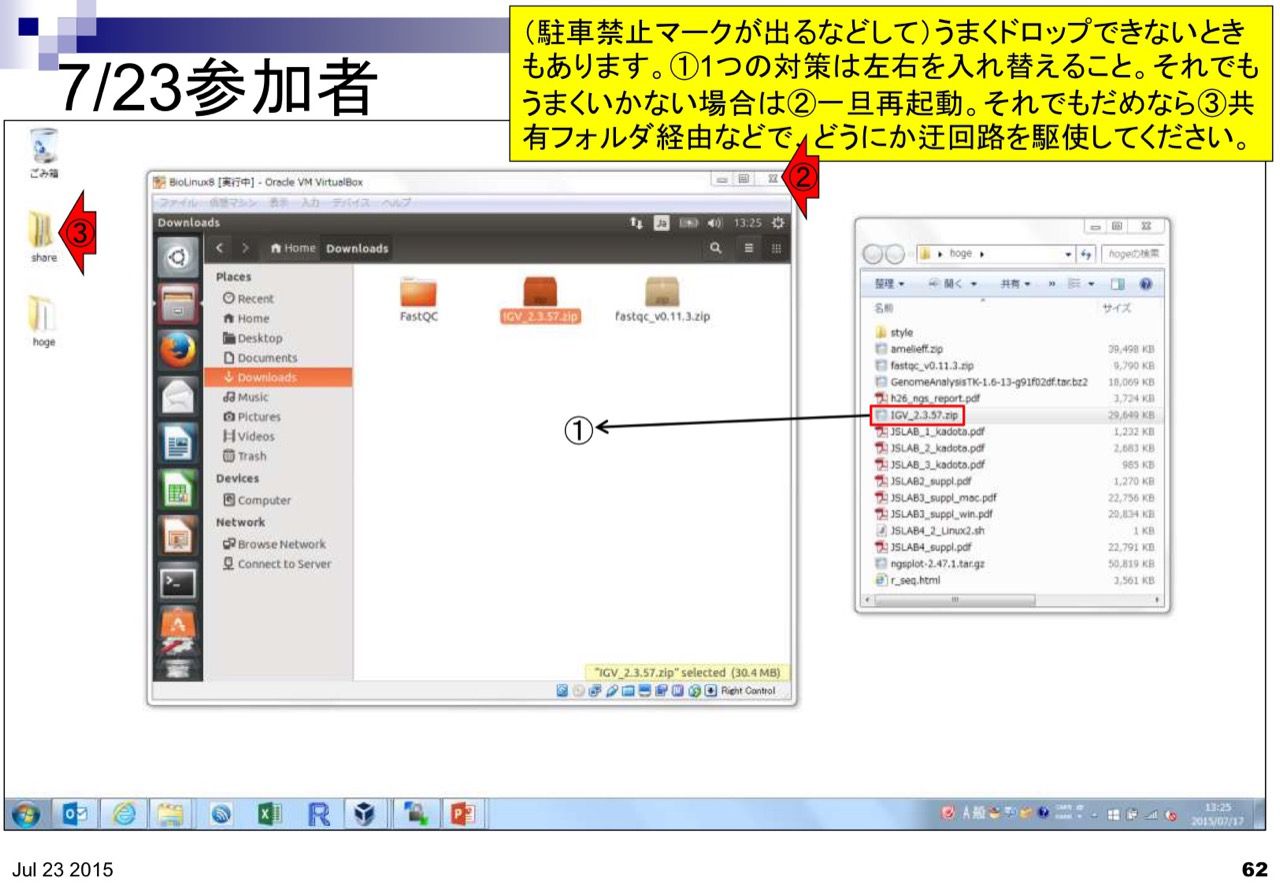 (駐車禁止マークが出るなどして)うまくドロップできないとき
もあります。①1つの対策は左右を入れ替えること。それでも
うまくいかない場合は②一旦再起動。それでもだめなら③共
有フォルダ経由などで、どうにか迂回路を駆使してください。
7/23参加者
ごみ箱
share
hoge
③
②
①
BioLinux8 [実行中] - Oracle VM VirtualBox
ファイル 仮想マシン 表示 入力 デバイス ヘルプ
Downloads
Ja 13:25
Home Downloads
Places
Recent
Home
Desktop
Documents
Downloads
Music
Pictures
Videos
Trash
Devices
Computer
Network
Browse Network
Connect to Server
FastQC
IGV_2.3.57.zip
fastqc_v0.11.3.zip
"IGV_2.3.57.zip" selected (30.4 MB)
Right Control
hoge hogeの検索
整理 開く 共有 »
名前 サイズ
style
amelieff.zip 39,498 KB
fastqc_v0.11.3.zip 9,790 KB
GenomeAnalysisTK-1.6-13-g91f02df.tar.bz2 18,069 KB
h26_ngs_report.pdf 3,724 KB
IGV_2.3.57.zip 29,649 KB
JSLAB_1_kadota.pdf 1,232 KB
JSLAB_2_kadota.pdf 2,683 KB
JSLAB_3_kadota.pdf 985 KB
JSLAB2_suppl.pdf 1,270 KB
JSLAB3_suppl_mac.pdf 22,756 KB
JSLAB3_suppl_win.pdf 20,834 KB
JSLAB4_2_Linux2.sh 1 KB
JSLAB4_suppl.pdf 22,791 KB
ngsplot-2.47.1.tar.gz 50,819 KB
r_seq.html 3,561 KB
A 般
13:25
2015/07/17
Jul 23 2015
62